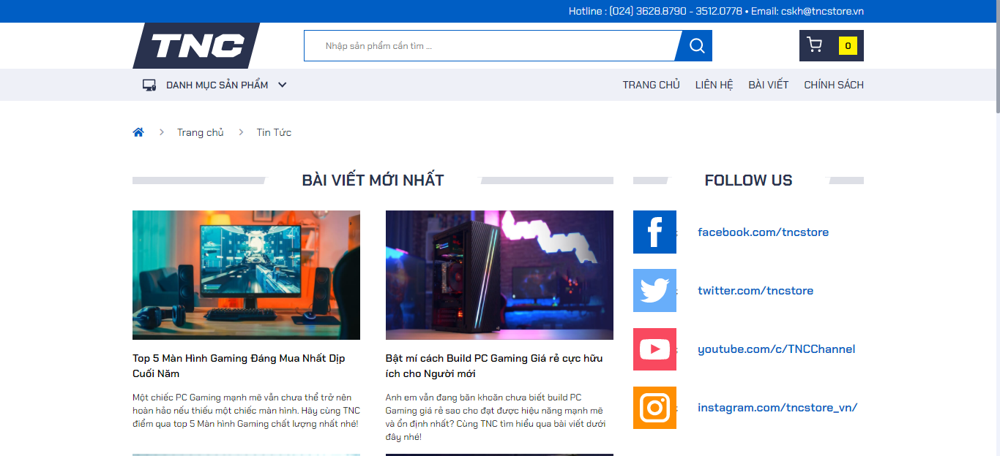 Hotline : (024) 3628.8790 - 3512.0778 • Email: cskh@tncstore.vn
TNC
Nhập sản phẩm cần tìm ...
0
DANH MỤC SẢN PHẨM
TRANG CHỦ LIÊN HỆ BÀI VIẾT CHÍNH SÁCH
Trang chủ > Tin Tức
BÀI VIẾT MỚI NHẤT
Top 5 Màn Hình Gaming Đáng Mua Nhất Dịp
Cuối Năm
Một chiếc PC Gaming mạnh mẽ vẫn chưa thể trở nên
hoàn hảo nếu thiếu một chiếc màn hình. Hãy cùng TNC
điểm qua top 5 Màn hình Gaming chất lượng nhất nhé!
Bật mí cách Build PC Gaming Giá rẻ cực hữu
ích cho Người mới
Anh em vẫn đang băn khoăn chưa biết build PC
Gaming giá rẻ sao cho đạt được hiệu năng mạnh mẽ
và ổn định nhất? Cùng TNC tìm hiểu qua bài viết dưới
đây nhé!
FOLLOW US
facebook.com/tncstore
twitter.com/tncstore
youtube.com/c/TNCChannel
instagram.com/tncstore_vn/